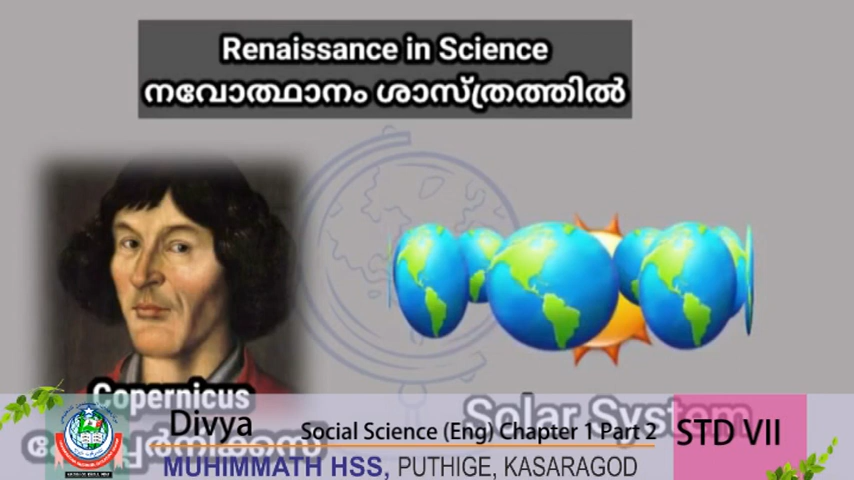 Renaissance in Science
നവോത്ഥാനം ശാസ്ത്രത്തിൽ
Copernicus
Solar System
Divya
Social Science (Eng) Chapter 1 Part 2
STD VII
MUHIMMATH HSS, PUTHIGE, KASARAGOD